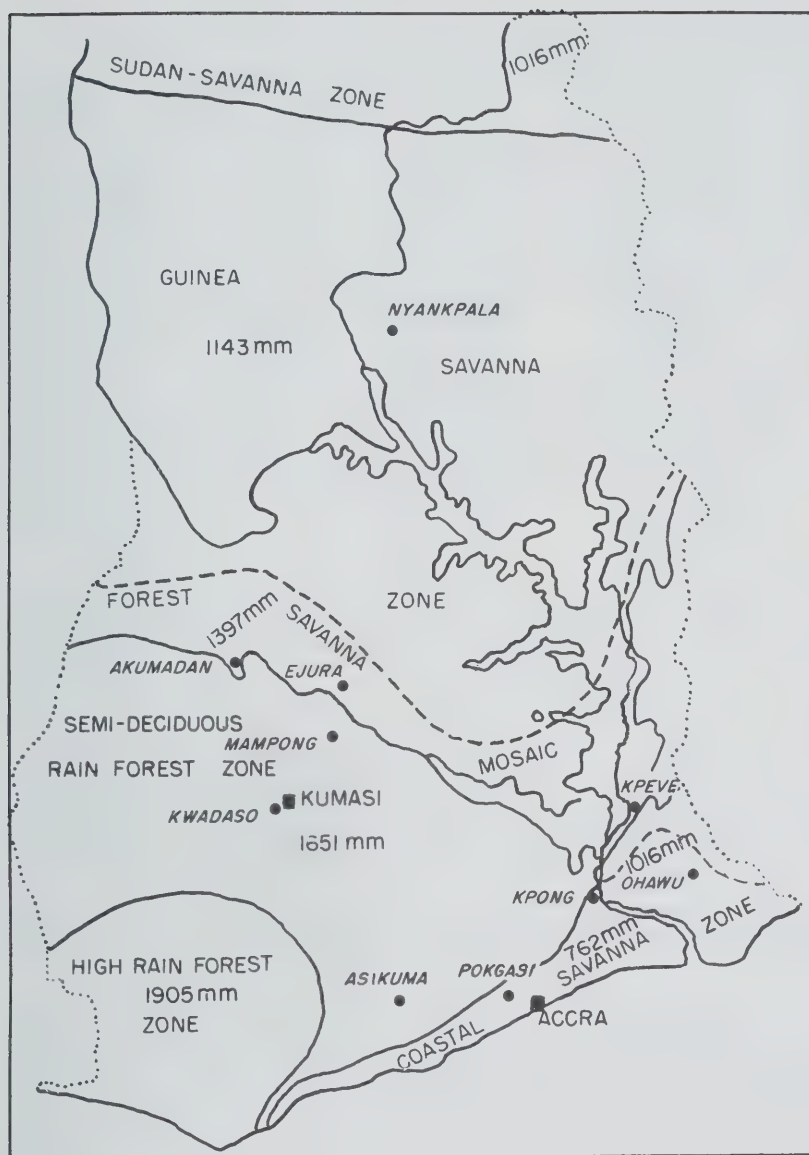 1016mm
SUDAN-SAVANNA ZONE
GUINEA
NYANKPALA
1143mm
SAVANNA
FOREST
ZONE
1397mm
SAVANNA
AKUMADAN
EJURA
SEMI-DECIDUOUS
MAMPONG
RAIN FOREST ZONE
MOSAIC
KUMASI
KPEVE
KWADASO
1651 mm
1016mm
OHAWU
KPONG
ZONE
762mm
SAVANNA
HIGH RAIN FOREST
1905mm
ZONE
ASIKUMA
POKGASI
ACCRA
COASTAL